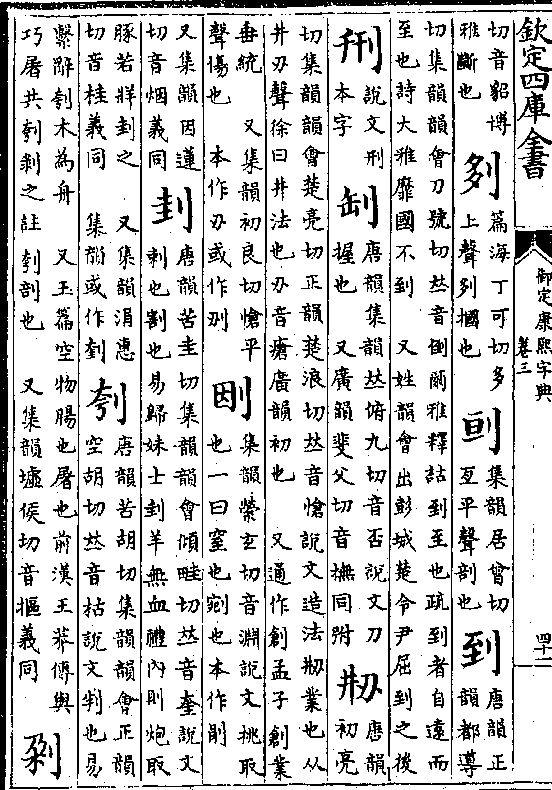 欽定四庫全書
御定康熙字典
卷三
四十二
切音貂博
雅斷也
篇海丁可切多
上聲 摑也
集韻居曾切
亙平聲剖也
到
唐韻正
韻都導
切集韻韻會刀號切𠀤音倒爾雅釋詁到至也疏到者自遠而
至也詩大雅靡國不到 又姓韻會出彭城楚令尹屈到之後
㓝
說文刑
本字
唐韻集韻𠀤俯九切音否說文刀
握也 又廣韻斐父切音撫同拊
刱
唐韻
初亮
切集韻韻會楚亮切正韻楚浪切𠀤音愴說文造法刱業也从
井刅聲徐曰井法也刅音瘡廣韻初也 又通作創孟子創業
垂統 又集韻初良切愴平
聲傷也 本作刅或作
集韻縈玄切音淵說文挑取
也一曰窒也剜也本作剈
又集韻因蓮
切音烟義同
刲
唐韻苦圭切集韻韻會傾畦切𠀤音奎說文
刺也割也易歸妹士刲羊無血禮內則炮取
豚若牂刲之 又集韻涓惠
切音桂義同 集韻或作
刳
唐韻苦胡切集韻韻會正韻
空胡切𠀤音枯說文判也易
繫辭刳木為舟 又玉篇空物腸也屠也前漢王莽傳與
巧屠共刳剝之註刳剖也 又集韻墟侯切音摳義同
剁